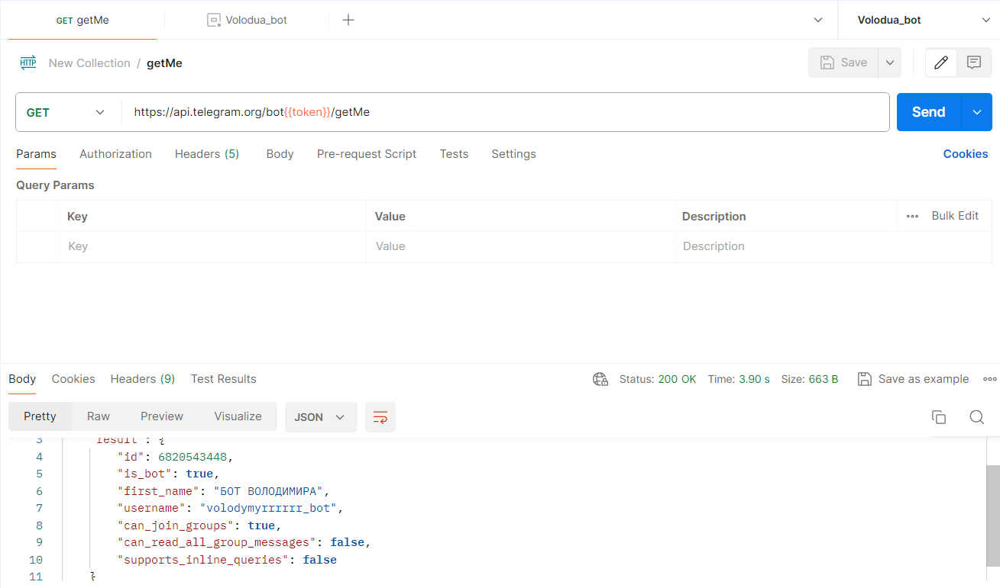 GET getMe
Volodua_bot
Volodua_bot
HTTP New Collection / getMe
Save
GET https://api.telegram.org/bot{{token}}/getMe
Send
Params Authorization Headers (5) Body Pre-request Script Tests Settings Cookies
Query Params
Key Value Description Bulk Edit
Key Value Description
Body Cookies Headers (9) Test Results Status: 200 OK Time: 3.90 s Size: 663 B Save as example
Pretty Raw Preview Visualize JSON
3 "result": {
4 "id": 6820543448,
5 "is_bot": true,
6 "first_name": "БОТ ВОЛОДИМИРА",
7 "username": "volodymyrrrrrr_bot",
8 "can_join_groups": true,
9 "can_read_all_group_messages": false,
10 "supports_inline_queries": false
11 }